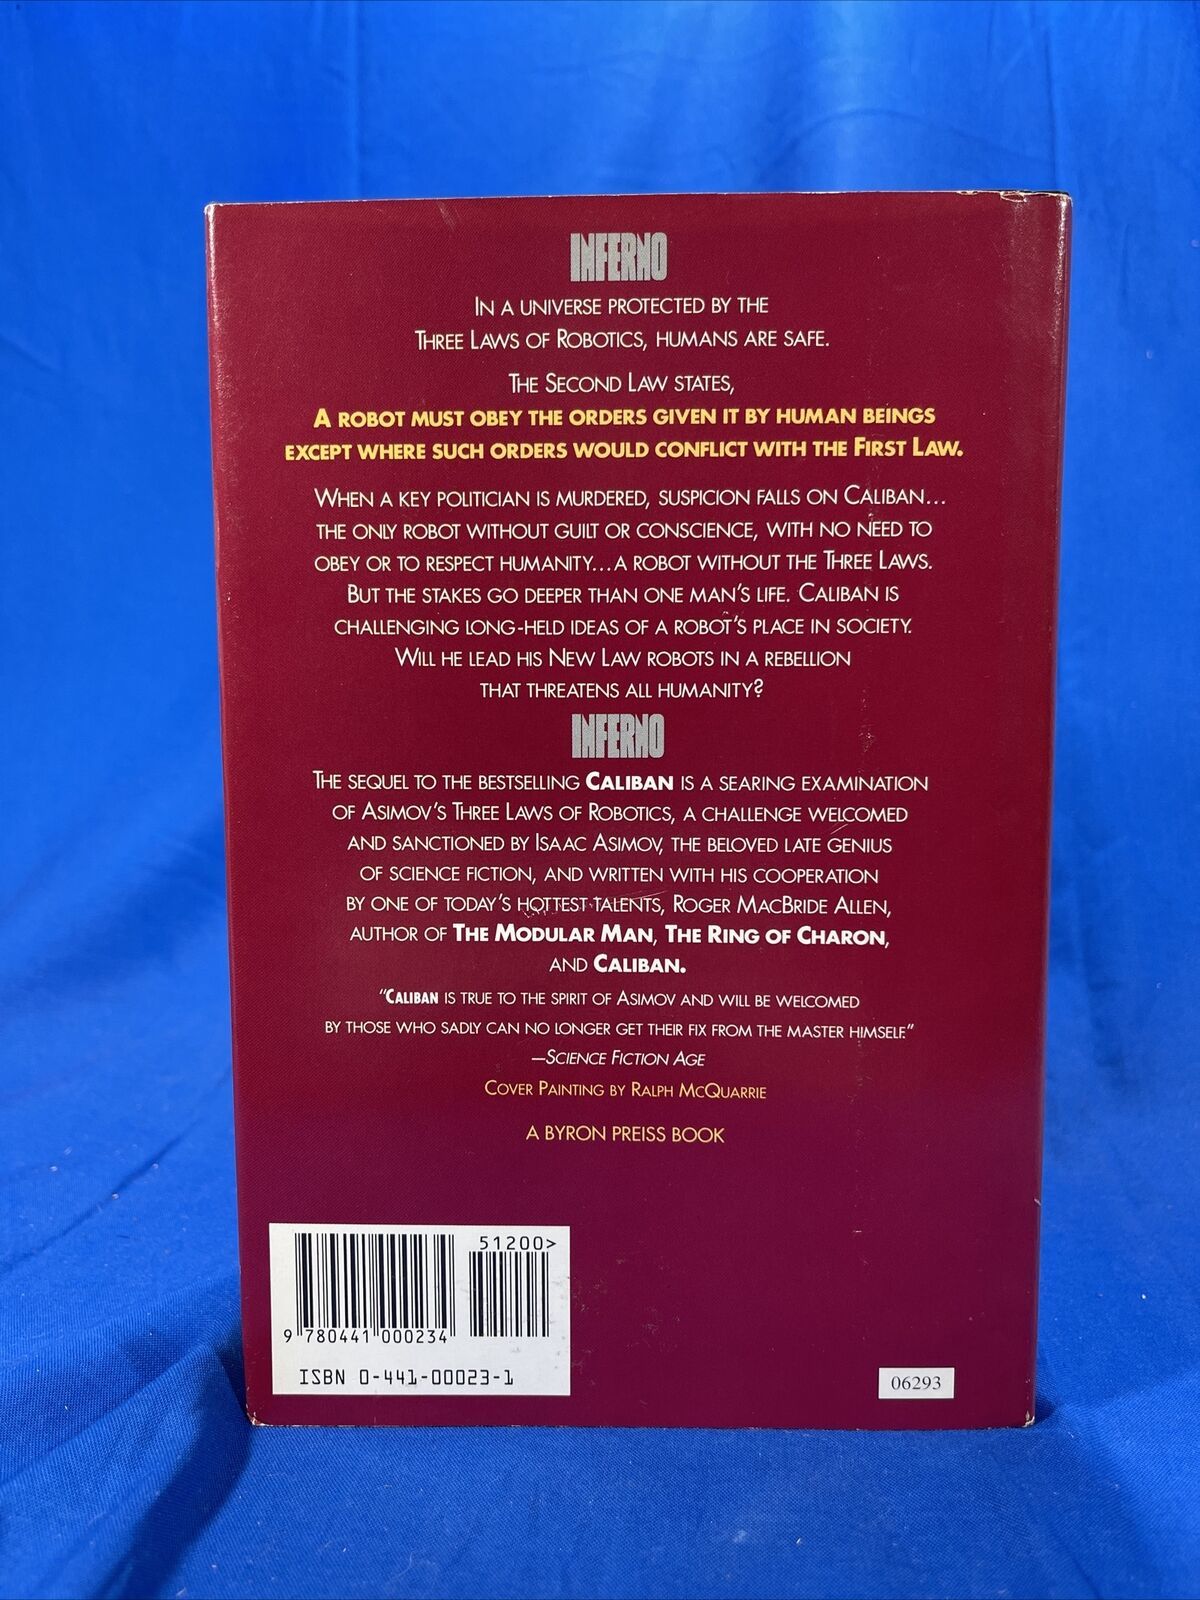 INFERNO
IN A UNIVERSE PROTECTED BY THE
THREE LAWS OF ROBOTICS, HUMANS ARE SAFE.
THE SECOND LAW STATES,
A ROBOT MUST OBEY THE ORDERS GIVEN IT BY HUMAN BEINGS
EXCEPT WHERE SUCH ORDERS WOULD CONFLICT WITH THE FIRST LAW.
WHEN A KEY POLITICIAN IS MURDERED, SUSPICION FALLS ON CALIBAN...
THE ONLY ROBOT WITHOUT GUILT OR CONSCIENCE, WITH NO NEED TO
OBEY OR TO RESPECT HUMANITY...A ROBOT WITHOUT THE THREE LAWS.
BUT THE STAKES GO DEEPER THAN ONE MAN'S LIFE. CALIBAN IS
CHALLENGING LONG-HELD IDEAS OF A ROBOT'S PLACE IN SOCIETY.
WILL HE LEAD HIS NEW LAW ROBOTS IN A REBELLION
THAT THREATENS ALL HUMANITY?
INFERNO
THE SEQUEL TO THE BESTSELLING CALIBAN IS A SEARING EXAMINATION
OF ASIMOV'S THREE LAWS OF ROBOTICS, A CHALLENGE WELCOMED
AND SANCTIONED BY ISAAC ASIMOV, THE BELOVED LATE GENIUS
OF SCIENCE FICTION, AND WRITTEN WITH HIS COOPERATION
BY ONE OF TODAY'S HOTTEST TALENTS, ROGER MACBRIDE ALLEN,
AUTHOR OF THE MODULAR MAN, THE RING OF CHARON,
AND CALIBAN.
"CALIBAN IS TRUE TO THE SPIRIT OF ASIMOV AND WILL BE WELCOMED
BY THOSE WHO SADLY CAN NO LONGER GET THEIR FIX FROM THE MASTER HIMSELF."
—SCIENCE FICTION AGE
COVER PAINTING BY RALPH MCQUARRIE
A BYRON PREISS BOOK
51200>
9 780441 000234
ISBN 0-441-00023-1
06293